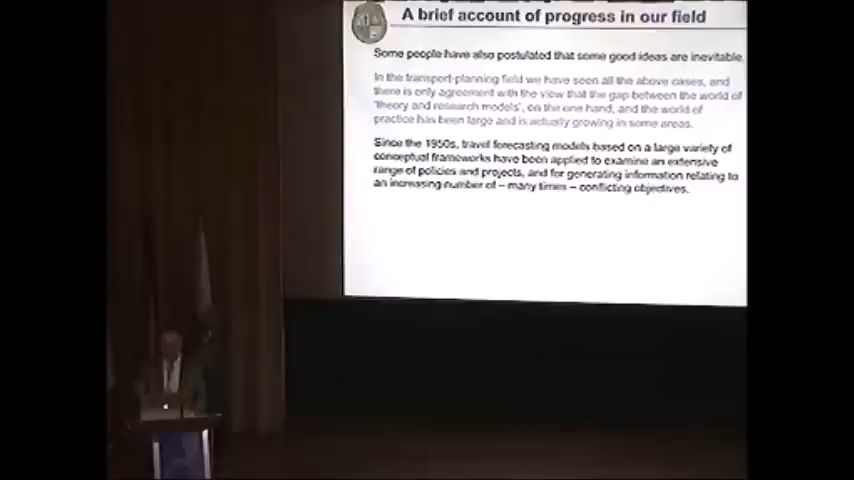 A brief account of progress in our field
Some people have also postulated that some good ideas are inevitable.
In the transport-planning field we have seen all the above cases, and
there is only agreement with the view that the gap between the world of
'theory and research models', on the one hand, and the world of
practice has been large and is actually growing in some areas.
Since the 1950s, travel forecasting models based on a large variety of
conceptual frameworks have been applied to examine an extensive
range of policies and projects, and for generating information relating to
an increasing number of – many times – conflicting objectives.